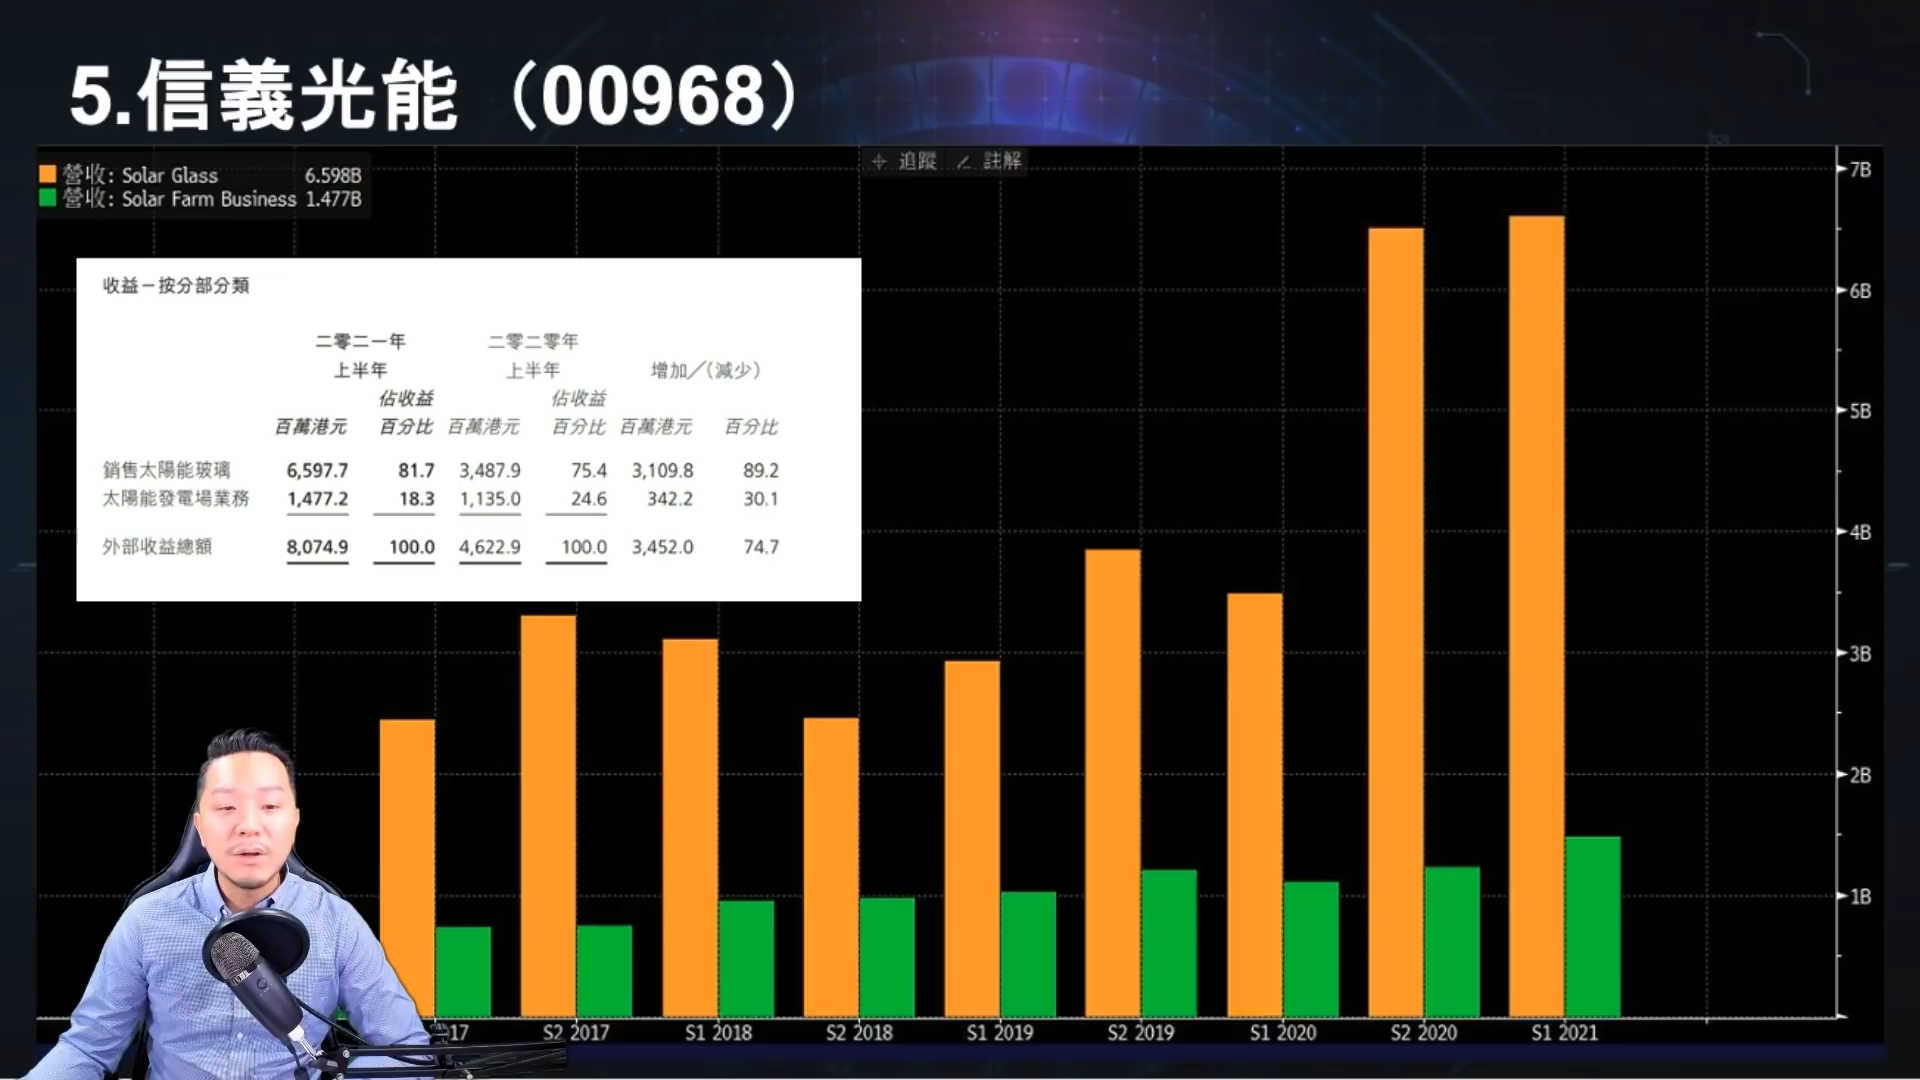 5.信義光能（00968）
追蹤 註解
營收: Solar Glass 6.598B
營收: Solar Farm Business 1.477B
收益－按分部分類
二零二一年 二零二零年
上半年 上半年 增加／（減少）
佔收益 佔收益
百萬港元 百分比 百萬港元 百分比 百萬港元 百分比
銷售太陽能玻璃 6,597.7 81.7 3,487.9 75.4 3,109.8 89.2
太陽能發電場業務 1,477.2 18.3 1,135.0 24.6 342.2 30.1
外部收益總額 8,074.9 100.0 4,622.9 100.0 3,452.0 74.7
7B
6B
5B
4B
3B
2B
1B
17 S2 2017 S1 2018 S2 2018 S1 2019 S2 2019 S1 2020 S2 2020 S1 2021